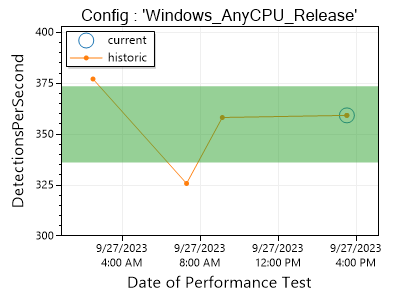 Config : 'Windows_AnyCPU_Release'
current
historic
DetectionsPerSecond
400
375
350
325
300
9/27/2023 9/27/2023 9/27/2023 9/27/2023
4:00 AM 8:00 AM 12:00 PM 4:00 PM
Date of Performance Test